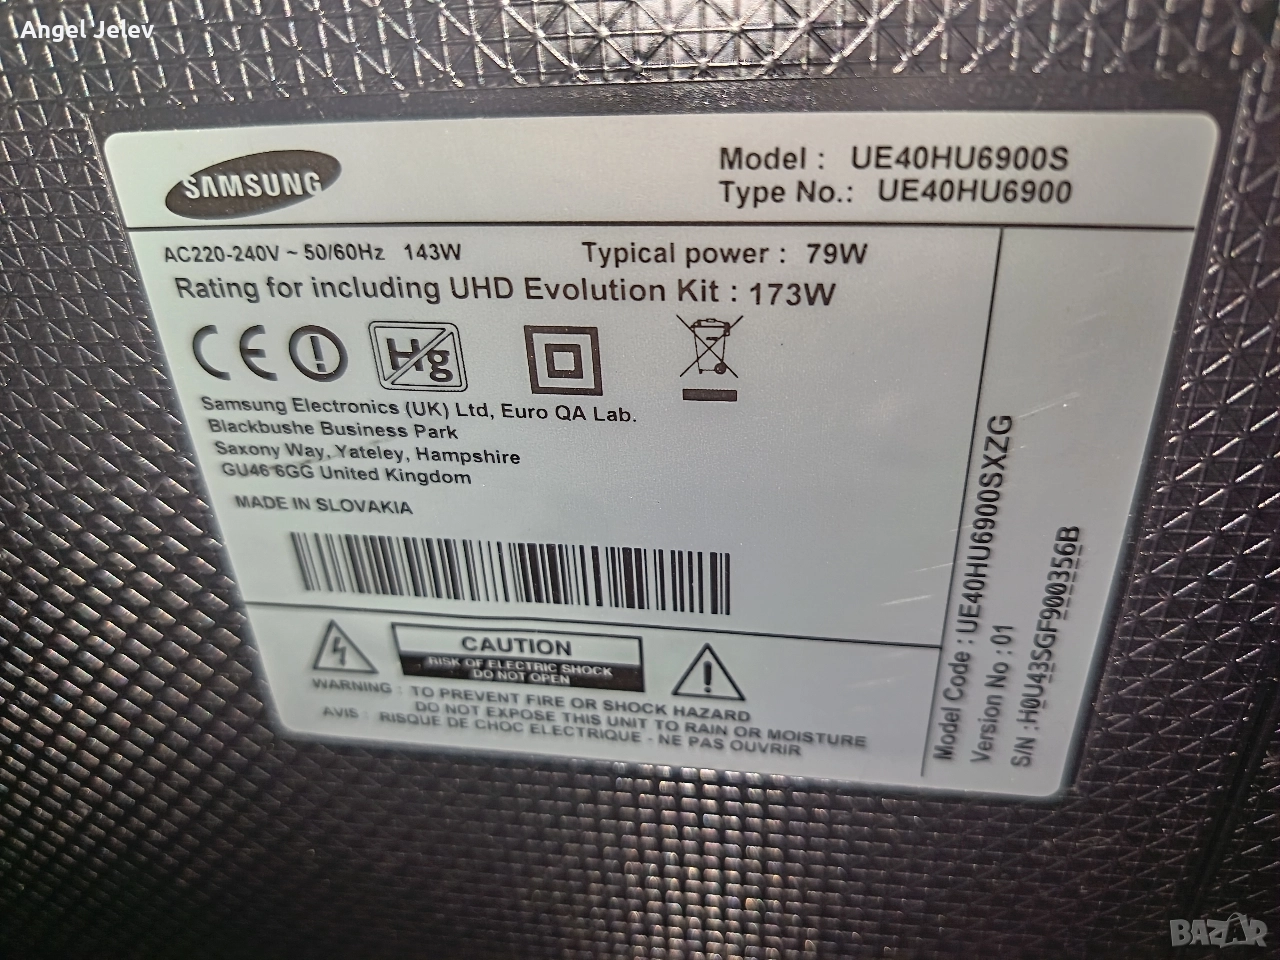 Angel Jelev
SAMSUNG
Model : UE40HU6900S
Type No.: UE40HU6900
AC220-240V ~ 50/60Hz 143W Typical power : 79W
Rating for including UHD Evolution Kit : 173W
CE
Hg
Samsung Electronics (UK) Ltd, Euro QA Lab.
Blackbushe Business Park
Saxony Way, Yateley, Hampshire
GU46 6GG United Kingdom
MADE IN SLOVAKIA
CAUTION
RISK OF ELECTRIC SHOCK
DO NOT OPEN
WARNING : TO PREVENT FIRE OR SHOCK HAZARD
DO NOT EXPOSE THIS UNIT TO RAIN OR MOISTURE
AVIS : RISQUE DE CHOC ELECTRIQUE - NE PAS OUVRIR
Model Code : UE40HU6900SXZG
Version No : 01
S/N : H0U43SGF900356B
BAZAR